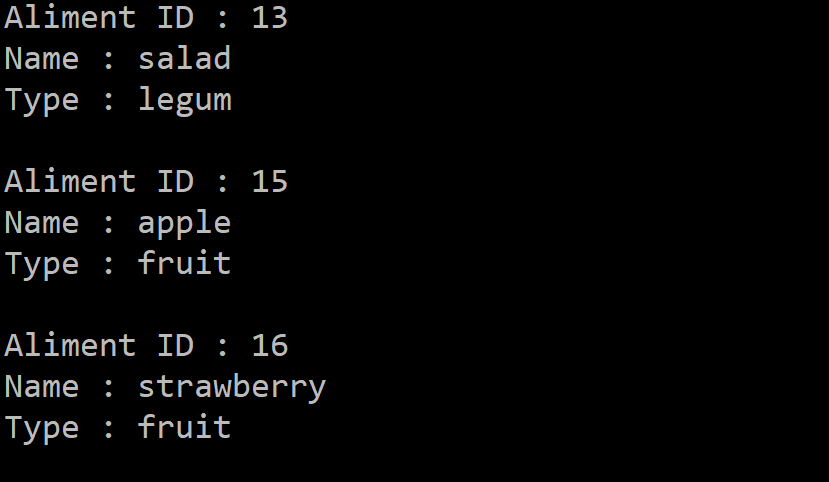 Aliment ID : 13
Name : salad
Type : legum
Aliment ID : 15
Name : apple
Type : fruit
Aliment ID : 16
Name : strawberry
Type : fruit